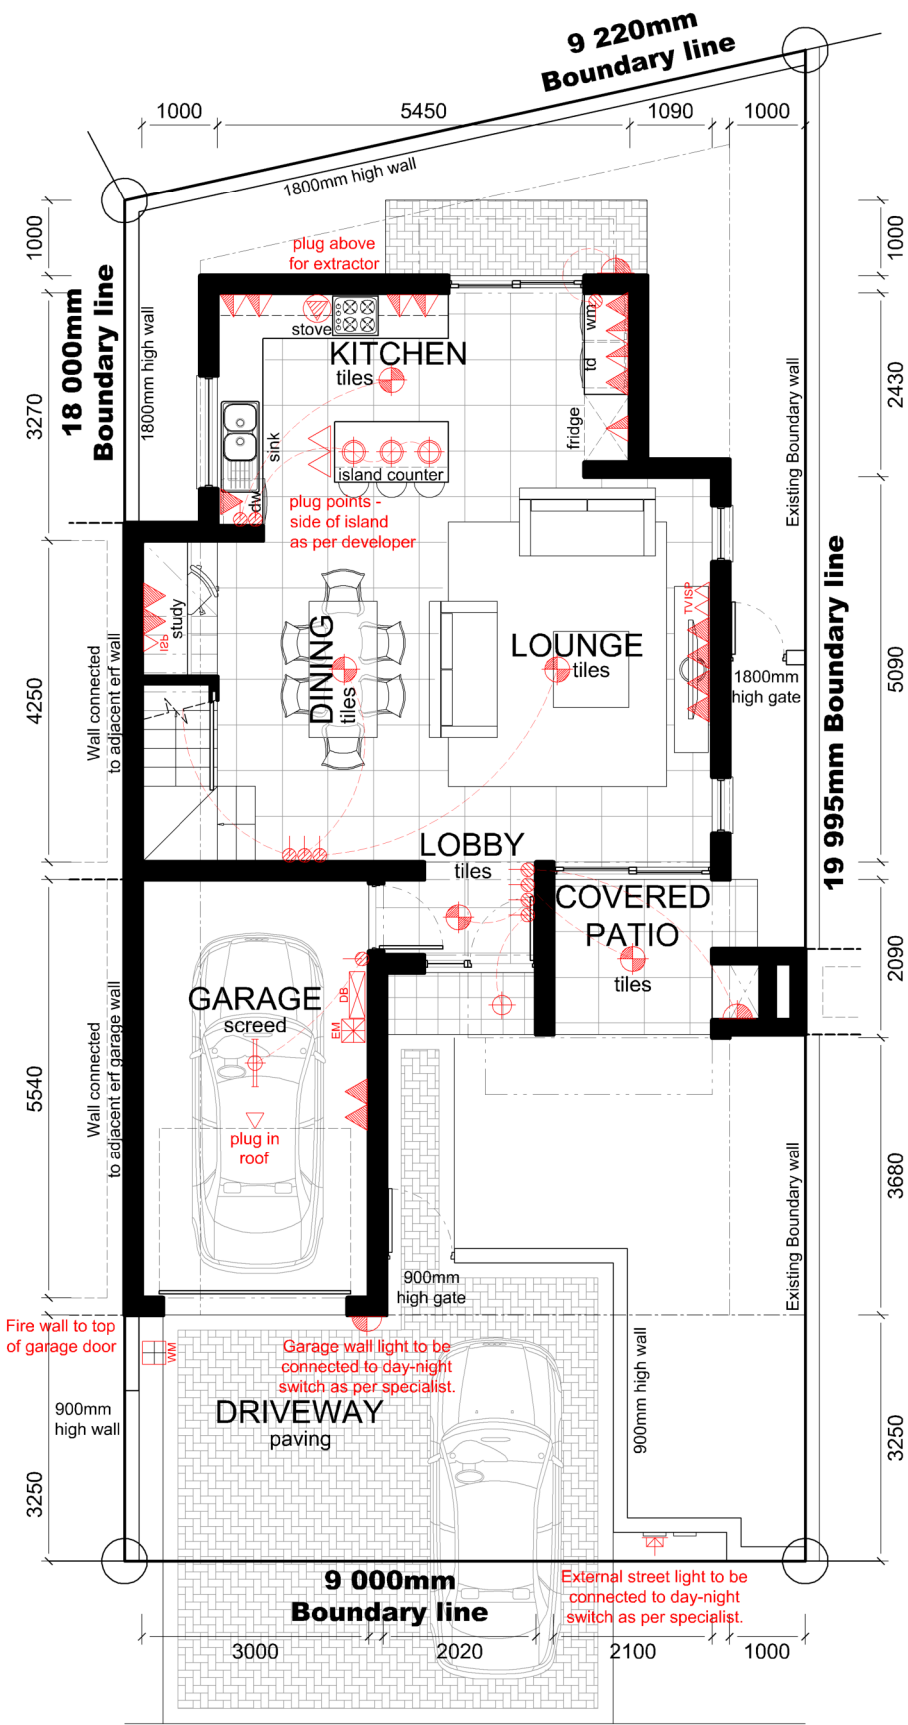 9 220mm
Boundary line
1000
5450
1090
1000
1800mm high wall
1000
1000
plug above
for extractor
18 000mm
Boundary line
1800mm high wall
stove
wm
KITCHEN
tiles
td
3270
2430
Existing Boundary wall
fridge
sink
island counter
dw
plug points -
side of island
as per developer
19 995mm Boundary line
study
ISP
TV
ISP
DINING
tiles
LOUNGE
tiles
1800mm
high gate
Wall connected
to adjacent erf wall
4250
5090
LOBBY
tiles
COVERED
PATIO
tiles
2090
GARAGE
screed
DB
EM
Wall connected
to adjacent erf garage wall
5540
plug in
roof
3680
Existing Boundary wall
900mm
high gate
Fire wall to top
of garage door
WM
Garage wall light to be
connected to day-night
switch as per specialist.
900mm high wall
900mm
high wall
DRIVEWAY
paving
3250
3250
9 000mm
Boundary line
External street light to be
connected to day-night
switch as per specialist.
3000
2020
2100
1000